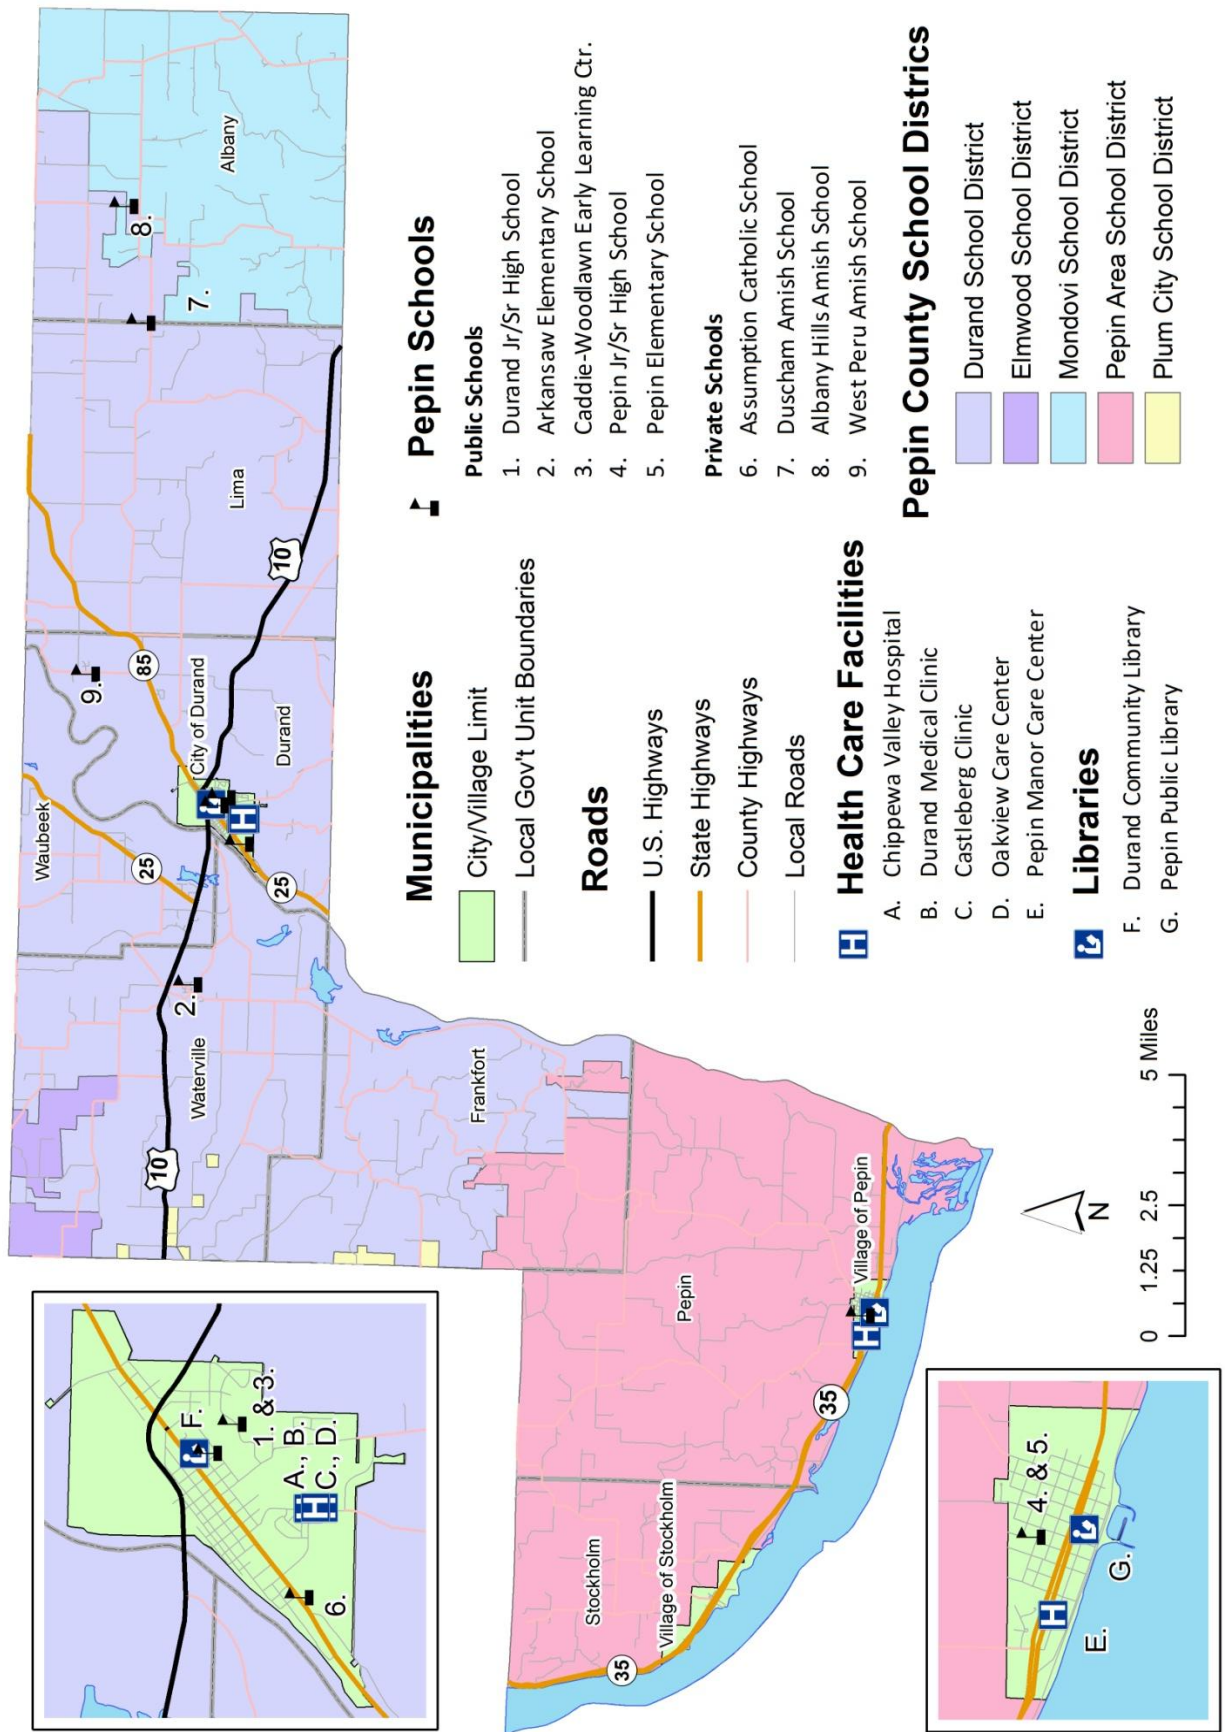 Albany
8.
7.
Lima
10
85
9.
City of Durand
Durand
Waubeek
25
25
2.
Waterville
10
Frankfort
Pepin
Village of Pepin
35
Stockholm
Village of Stockholm
35
F.
1. & 3.
A., B.
C., D.
6.
4. & 5.
G.
E.
Municipalities
City/Village Limit
Local Gov't Unit Boundaries
Roads
U.S. Highways
State Highways
County Highways
Local Roads
Health Care Facilities
A. Chippewa Valley Hospital
B. Durand Medical Clinic
C. Castleberg Clinic
D. Oakview Care Center
E. Pepin Manor Care Center
Libraries
F. Durand Community Library
G. Pepin Public Library
Pepin Schools
Public Schools
1. Durand Jr/Sr High School
2. Arkansaw Elementary School
3. Caddie-Woodlawn Early Learning Ctr.
4. Pepin Jr/Sr High School
5. Pepin Elementary School
Private Schools
6. Assumption Catholic School
7. Duscham Amish School
8. Albany Hills Amish School
9. West Peru Amish School
Pepin County School Districs
Durand School District
Elmwood School District
Mondovi School District
Pepin Area School District
Plum City School District
N
0 1.25 2.5 5 Miles
H
H
H
H